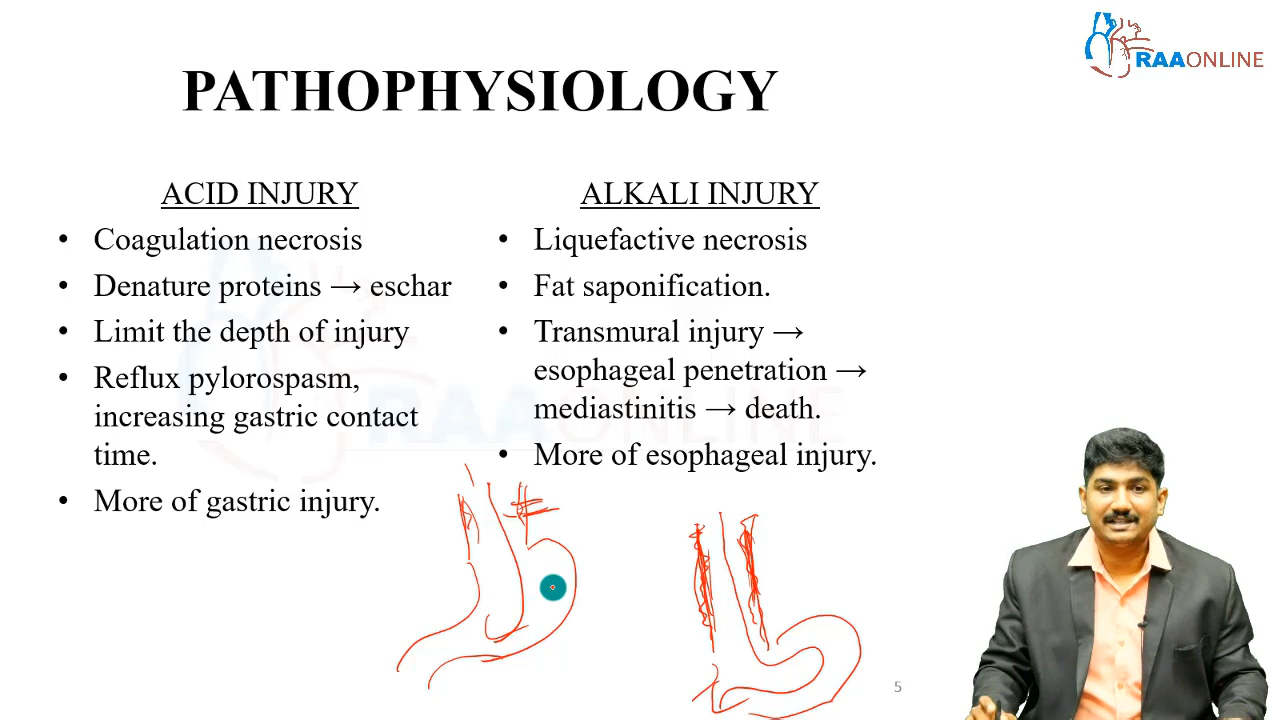 RAAONLINE
PATHOPHYSIOLOGY
ACID INJURY
• Coagulation necrosis
• Denature proteins → eschar
• Limit the depth of injury
• Reflux pylorospasm,
increasing gastric contact
time.
• More of gastric injury.
ALKALI INJURY
• Liquefactive necrosis
• Fat saponification.
• Transmural injury →
esophageal penetration →
mediastinitis → death.
• More of esophageal injury.
RAAONLINE
5